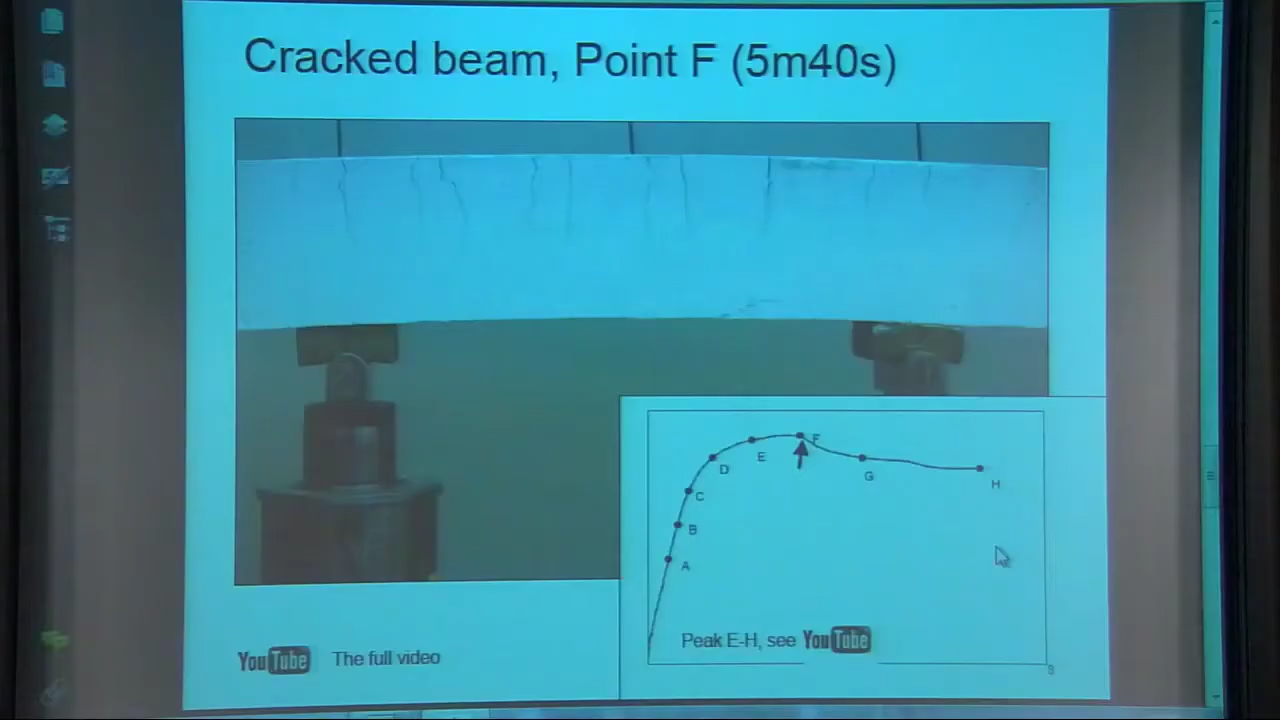 Cracked beam, Point F (5m40s)
F
E
D
G
C
H
B
A
Peak E-H, see YouTube
YouTube The full video